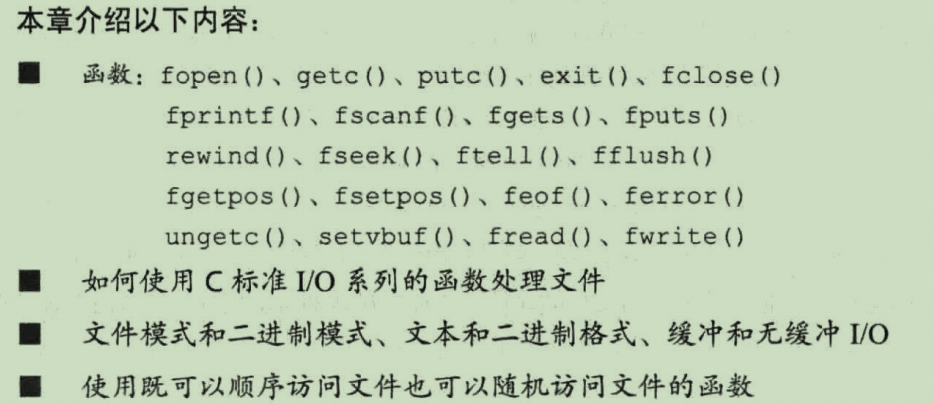 本章介绍以下内容：
■ 函数：fopen()、getc()、putc()、exit()、fclose()
fprintf()、fscanf()、fgets()、fputs()
rewind()、fseek()、ftell()、fflush()
fgetpos()、fsetpos()、feof()、ferror()
ungetc()、setvbuf()、fread()、fwrite()
■ 如何使用 C 标准 I/O 系列的函数处理文件
■ 文件模式和二进制模式、文本和二进制格式、缓冲和无缓冲 I/O
■ 使用既可以顺序访问文件也可以随机访问文件的函数